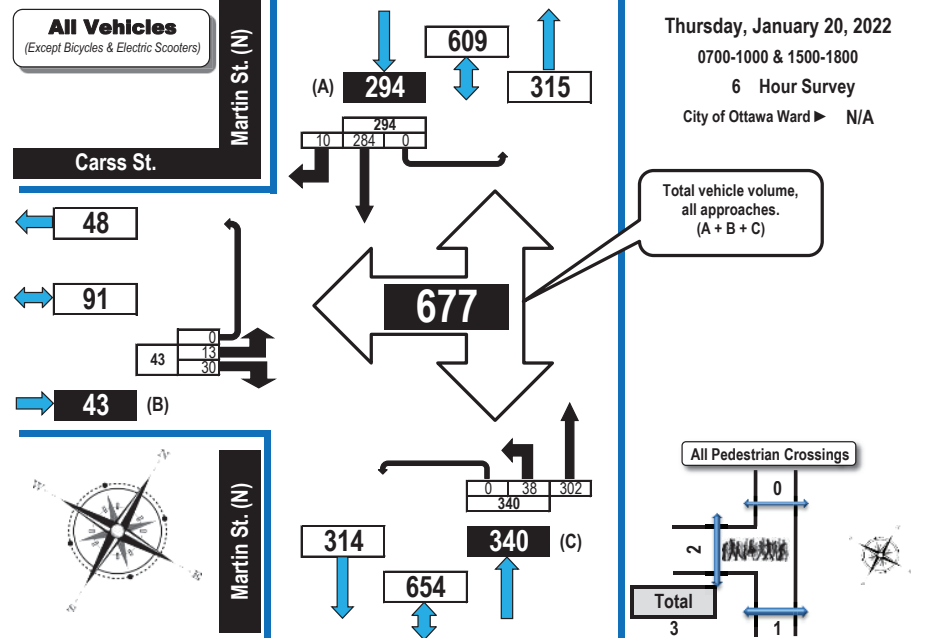 All Vehicles
(Except Bicycles & Electric Scooters)
Martin St. (N)
Carss St.
(A)
294
609
315
294
10 284 0
Thursday, January 20, 2022
0700-1000 & 1500-1800
6 Hour Survey
City of Ottawa Ward ► N/A
Total vehicle volume,
all approaches.
(A + B + C)
48
91
677
0
43 13
30
43 (B)
Martin St. (N)
N
W
E
S
0 38 302
340
314
340 (C)
654
All Pedestrian Crossings
0
2
Total
3
1